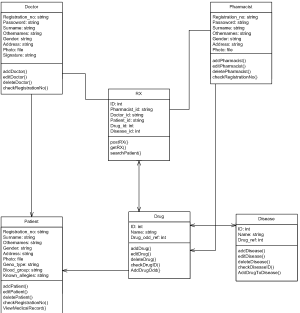 Doctor
Registration_no: string
Password: string
Surname: string
Othernames: string
Gender: string
Address: string
Photo: file
Signature: string
addDoctor()
editDoctor()
deleteDoctor()
checkRegistrationNo()
Pharmacist
Registration_no: string
Password: string
Surname: string
Othernames: string
Gender: string
Address: string
Photo: file
addPharmacist()
editPharmacist()
deletePharmacist()
checkRegistrationNo()
RX
ID: int
Pharmacist_id: string
Doctor_id: string
Patient_id: string
Drug_id: int
Disease_id: int
postRX()
getRX()
searchPatient()
Patient
Registration_no: string
Surname: string
Othernames: string
Gender: string
Address: string
Photo: file
Geno_type: string
Blood_group: string
Known_allegies: string
addPatient()
editPatient()
deletePatient()
checkRegistrationNo()
ViewMedicalRecord()
Drug
ID: int
Name: string
Drug_odd_ref: int
addDrug()
editDrug()
deleteDrug()
checkDrugID()
AddDrugOdd()
Disease
ID: int
Name: string
Drug_ref: int
addDisease()
editDisease()
deleteDisease()
checkDiseaseID()
AddDrugToDisease()